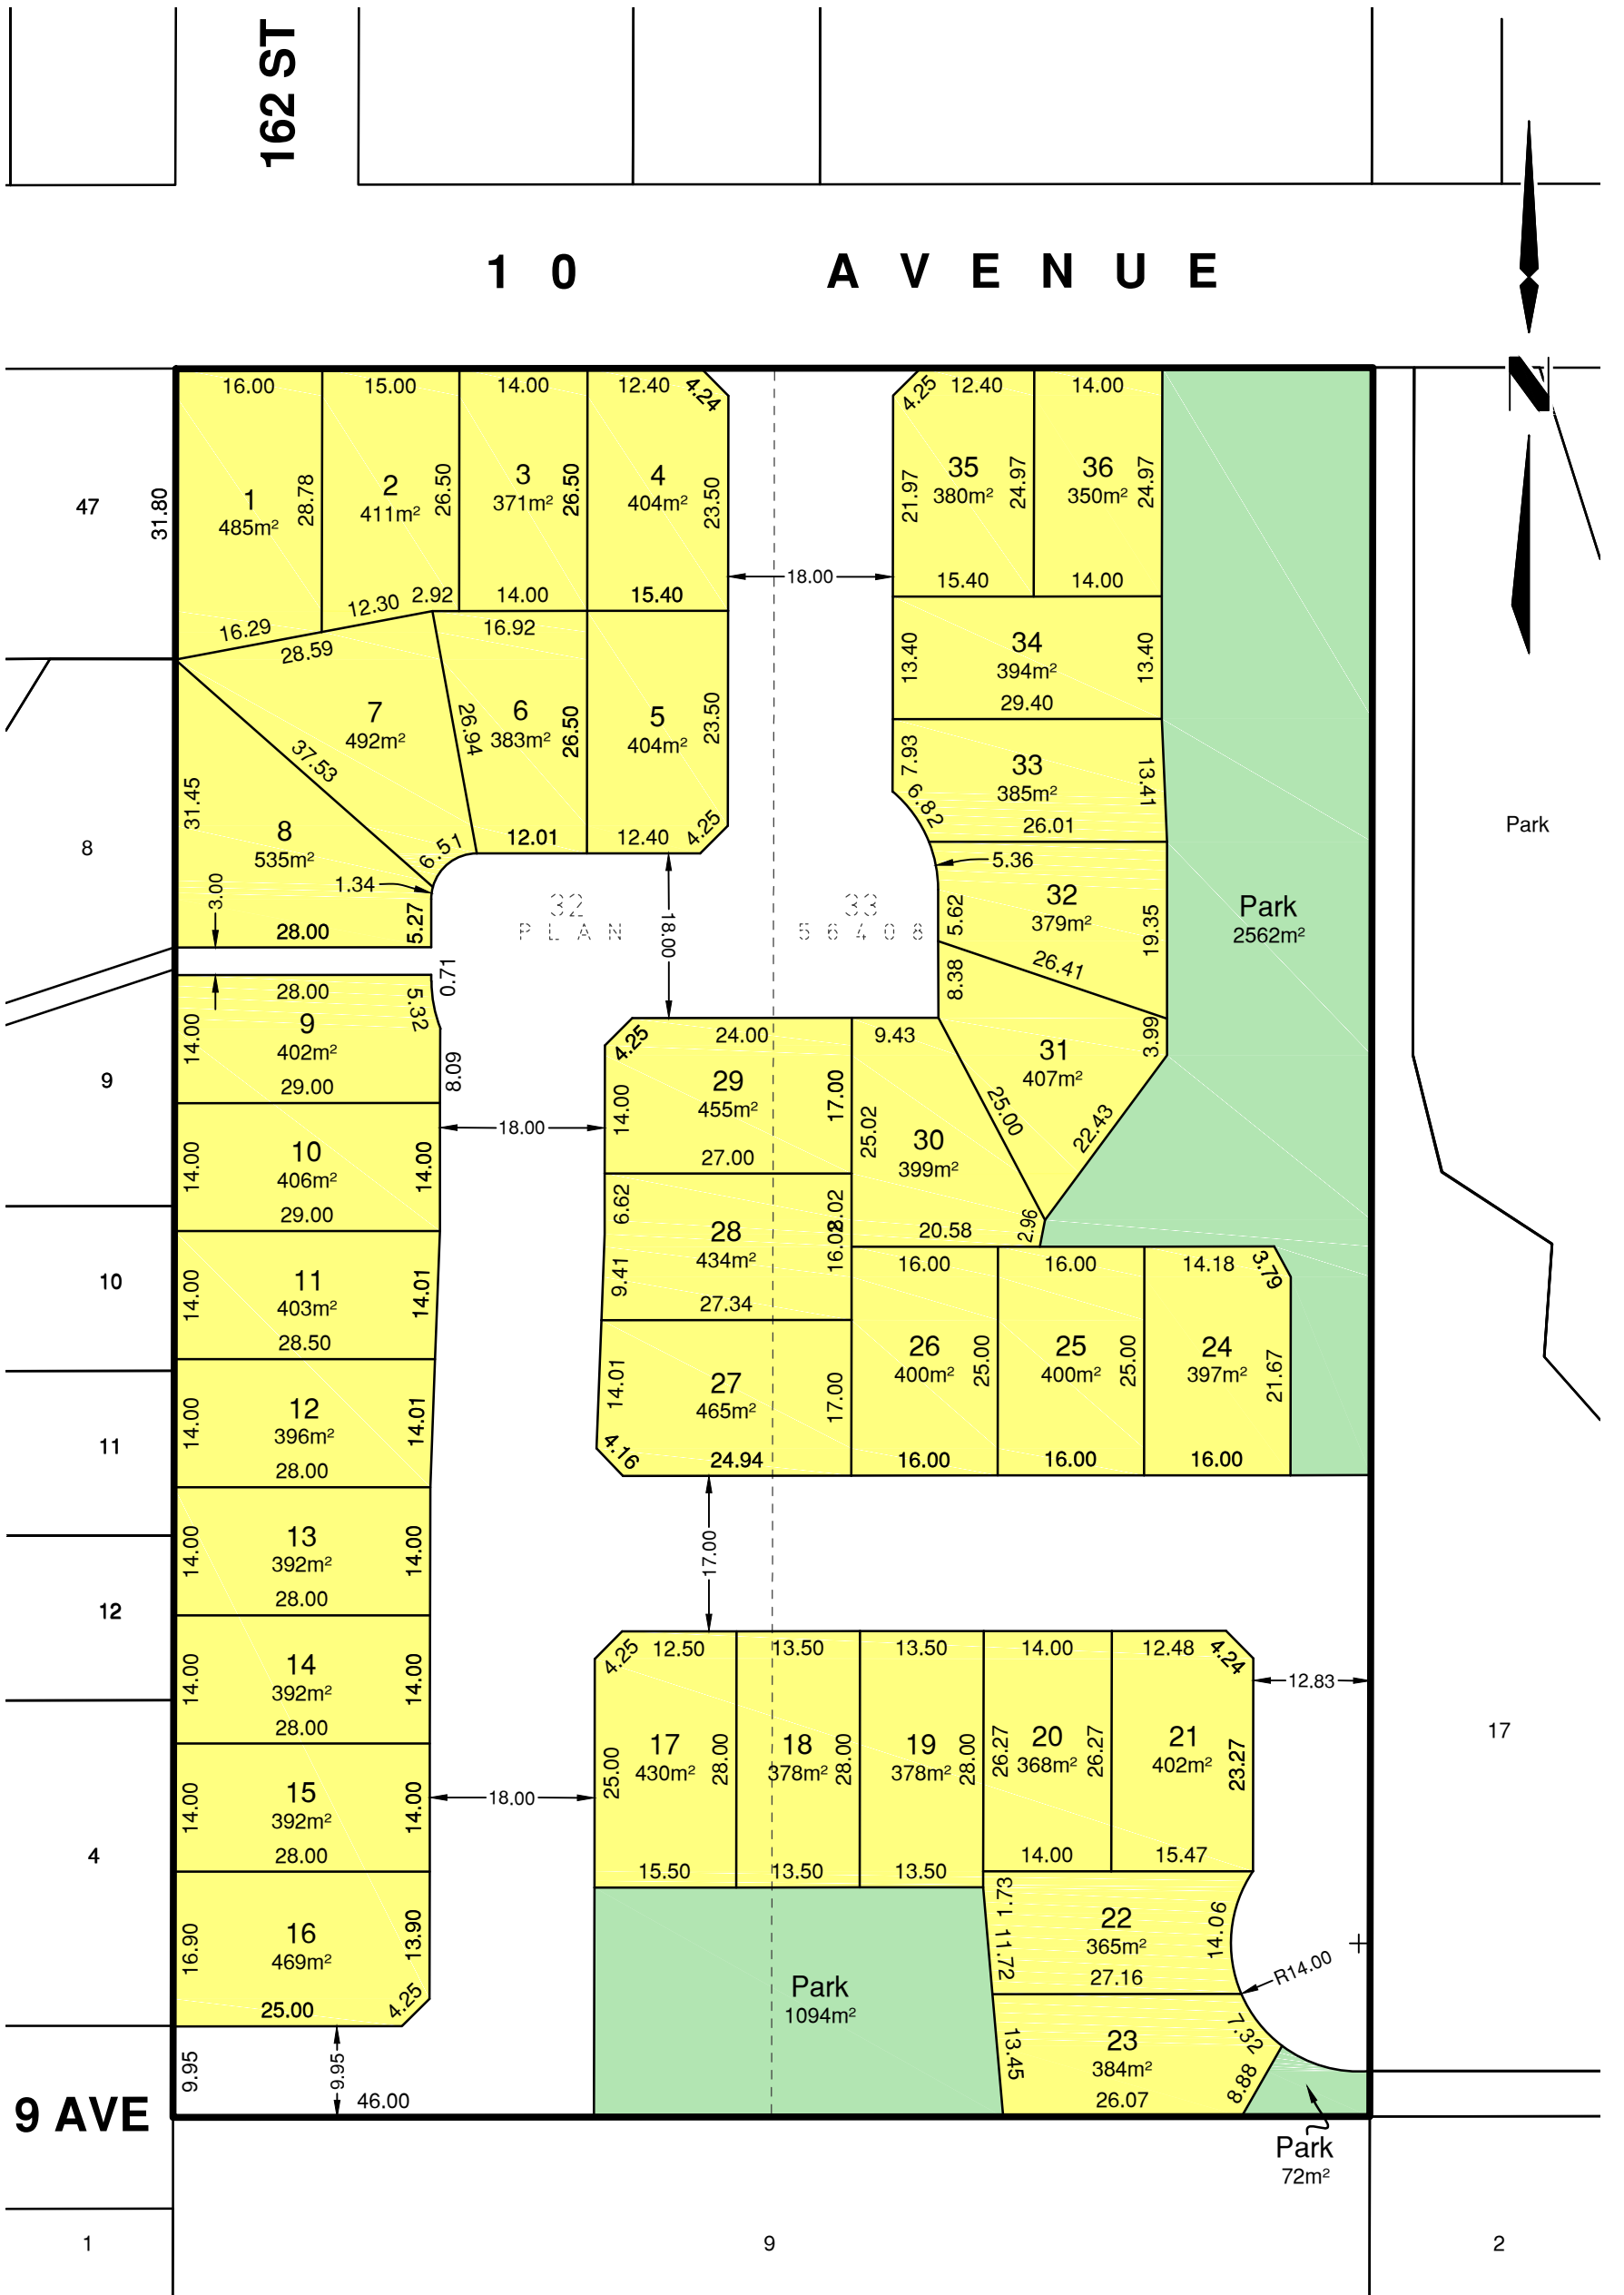 162 ST
10 AVENUE
N
16.00 15.00 14.00 12.40 4.24 4.25 12.40 14.00
47 31.80
1
485m²
28.78
2
411m²
26.50
3
371m²
26.50
4
404m²
23.50
18.00
21.97
35
380m²
24.97
36
350m²
24.97
16.29 12.30 2.92 14.00 15.40 15.40 14.00
28.59 16.92
13.40
34
394m²
13.40
29.40
7
492m²
37.53
26.94
6
383m²
26.50
5
404m²
23.50
7.93
6.82
33
385m²
13.41
26.01
8
31.45
8
535m²
6.51
1.34
12.01 12.40 4.25
5.36
3.00
28.00
5.27
32
PLAN
33
56408
18.00
5.62
32
379m²
19.35
26.41
Park
2562m²
Park
0.71
28.00
5.32
9
14.00
9
402m²
29.00
8.09
8.38
3.99
31
407m²
25.00
22.43
4.25 24.00 9.43
14.00
29
455m²
17.00
27.00
25.02
30
399m²
20.58
2.96
14.00
10
406m²
14.00
29.00
18.00
6.62
9.41
28
434m²
16.02
8.02
27.34
10
14.00
11
403m²
14.01
28.50
16.00 16.00 14.18 3.79
14.01
27
465m²
17.00
4.16
24.94
26
400m²
25.00
16.00
25
400m²
25.00
16.00
24
397m²
21.67
16.00
11
14.00
12
396m²
14.01
28.00
17.00
12
14.00
13
392m²
14.00
28.00
14.00
14
392m²
14.00
28.00
4.25 12.50 13.50 13.50 14.00 12.48 4.24
12.83
17
25.00
17
430m²
28.00
18
378m²
28.00
19
378m²
28.00
26.27
20
368m²
26.27
21
402m²
23.27
15.50 13.50 13.50 14.00 15.47
4
14.00
15
392m²
14.00
28.00
18.00
16.90
16
469m²
13.90
25.00
4.25
1.73
11.72
22
365m²
14.06
27.16
R14.00
Park
1094m²
13.45
23
384m²
7.32
8.88
26.07
9.95
9.95
46.00
9 AVE
Park
72m²
1
9
2